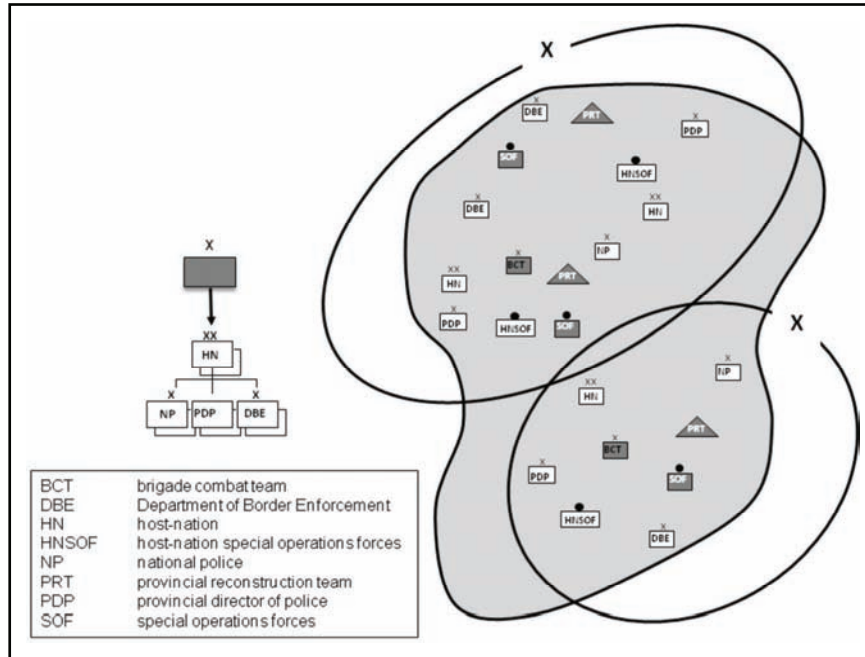 X
X
DBE
PRT
X
PDP
SOF
HNSOF
X
DBE
XX
HN
X
NP
X
BCT
PRT
XX
HN
X
PDP
HNSOF
SOF
X
X
XX
HN
X
NP
PRT
X
BCT
X
PDP
SOF
HNSOF
X
DBE
X
XX
HN
X X
NP PDP DBE
BCT brigade combat team
DBE Department of Border Enforcement
HN host-nation
HNSOF host-nation special operations forces
NP national police
PRT provincial reconstruction team
PDP provincial director of police
SOF special operations forces